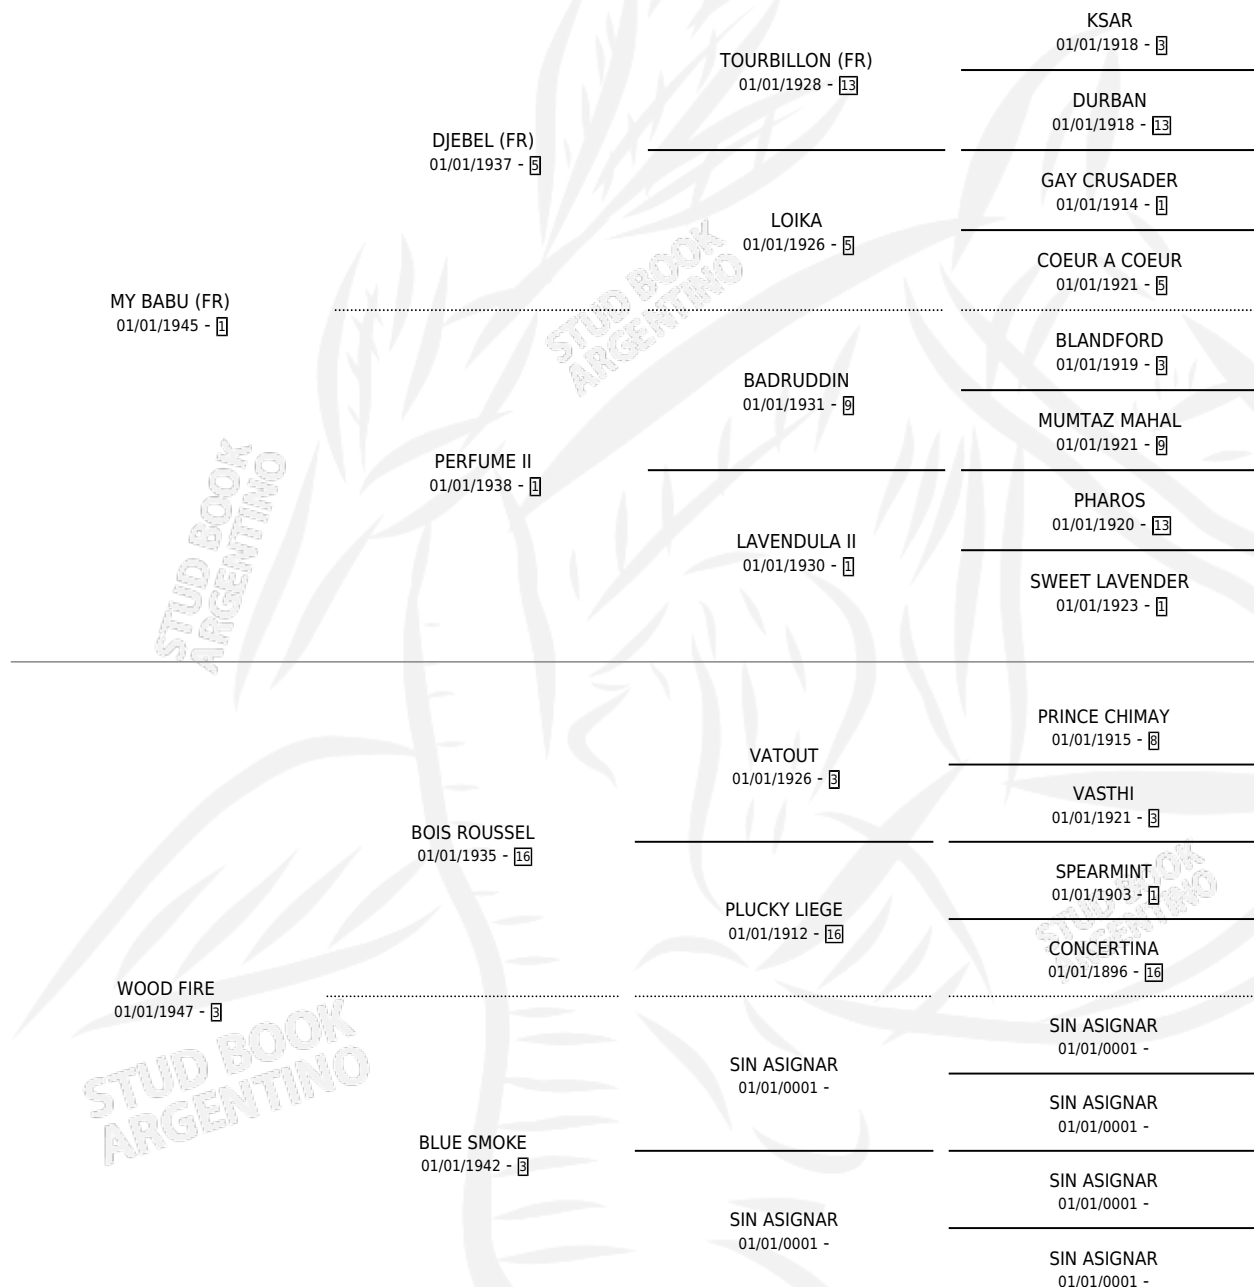 KSAR
01/01/1918 - 3
TOURBILLON (FR)
01/01/1928 - 13
DURBAN
01/01/1918 - 13
DJEBEL (FR)
01/01/1937 - 5
GAY CRUSADER
01/01/1914 - 1
LOIKA
01/01/1926 - 5
COEUR A COEUR
01/01/1921 - 5
MY BABU (FR)
01/01/1945 - 1
BLANDFORD
01/01/1919 - 3
BADRUDDIN
01/01/1931 - 9
MUMTAZ MAHAL
01/01/1921 - 9
PERFUME II
01/01/1938 - 1
PHAROS
01/01/1920 - 13
LAVENDULA II
01/01/1930 - 1
SWEET LAVENDER
01/01/1923 - 1
STUD BOOK
ARGENTINO
STUD BOOK
ARGENTINO
PRINCE CHIMAY
01/01/1915 - 8
VATOUT
01/01/1926 - 3
VASTHI
01/01/1921 - 3
BOIS ROUSSEL
01/01/1935 - 16
SPEARMINT
01/01/1903 - 1
PLUCKY LIEGE
01/01/1912 - 16
CONCERTINA
01/01/1896 - 16
STUD BOOK
ARGENTINO
WOOD FIRE
01/01/1947 - 3
STUD BOOK
ARGENTINO
SIN ASIGNAR
01/01/0001 -
SIN ASIGNAR
01/01/0001 -
SIN ASIGNAR
01/01/0001 -
BLUE SMOKE
01/01/1942 - 3
SIN ASIGNAR
01/01/0001 -
SIN ASIGNAR
01/01/0001 -
SIN ASIGNAR
01/01/0001 -